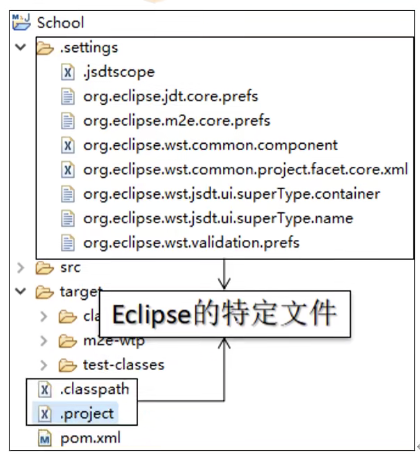 School
.settings
.jsdtscope
org.eclipse.jdt.core.prefs
org.eclipse.m2e.core.prefs
org.eclipse.wst.common.component
org.eclipse.wst.common.project.facet.core.xml
org.eclipse.wst.jsdt.ui.superType.container
org.eclipse.wst.jsdt.ui.superType.name
org.eclipse.wst.validation.prefs
src
target
Eclipse的特定文件
m2e-wtp
test-classes
.classpath
.project
pom.xml